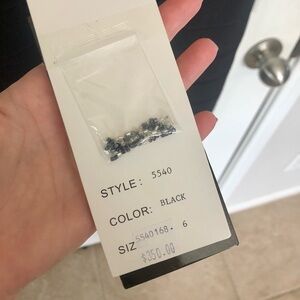 STYLE: 5540
COLOR: BLACK
SIZ 5540168. 6
$350.00